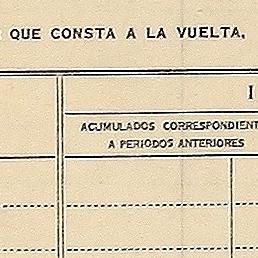 QUE CONSTA A LA VUELTA,
I
ACUMULADOS CORRESPONDIENT
A PERIODOS ANTERIORES